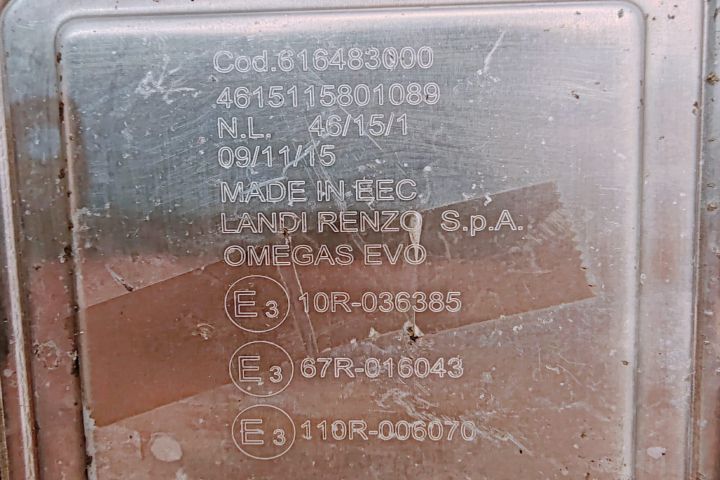 Cod.616483000
4615115801089
N.L. 46/15/1
09/11/15
MADE IN EEC.
LANDI RENZO S.p.A.
OMEGAS EVO
E3 10R-036385
E3 67R-016043
E3 110R-006070